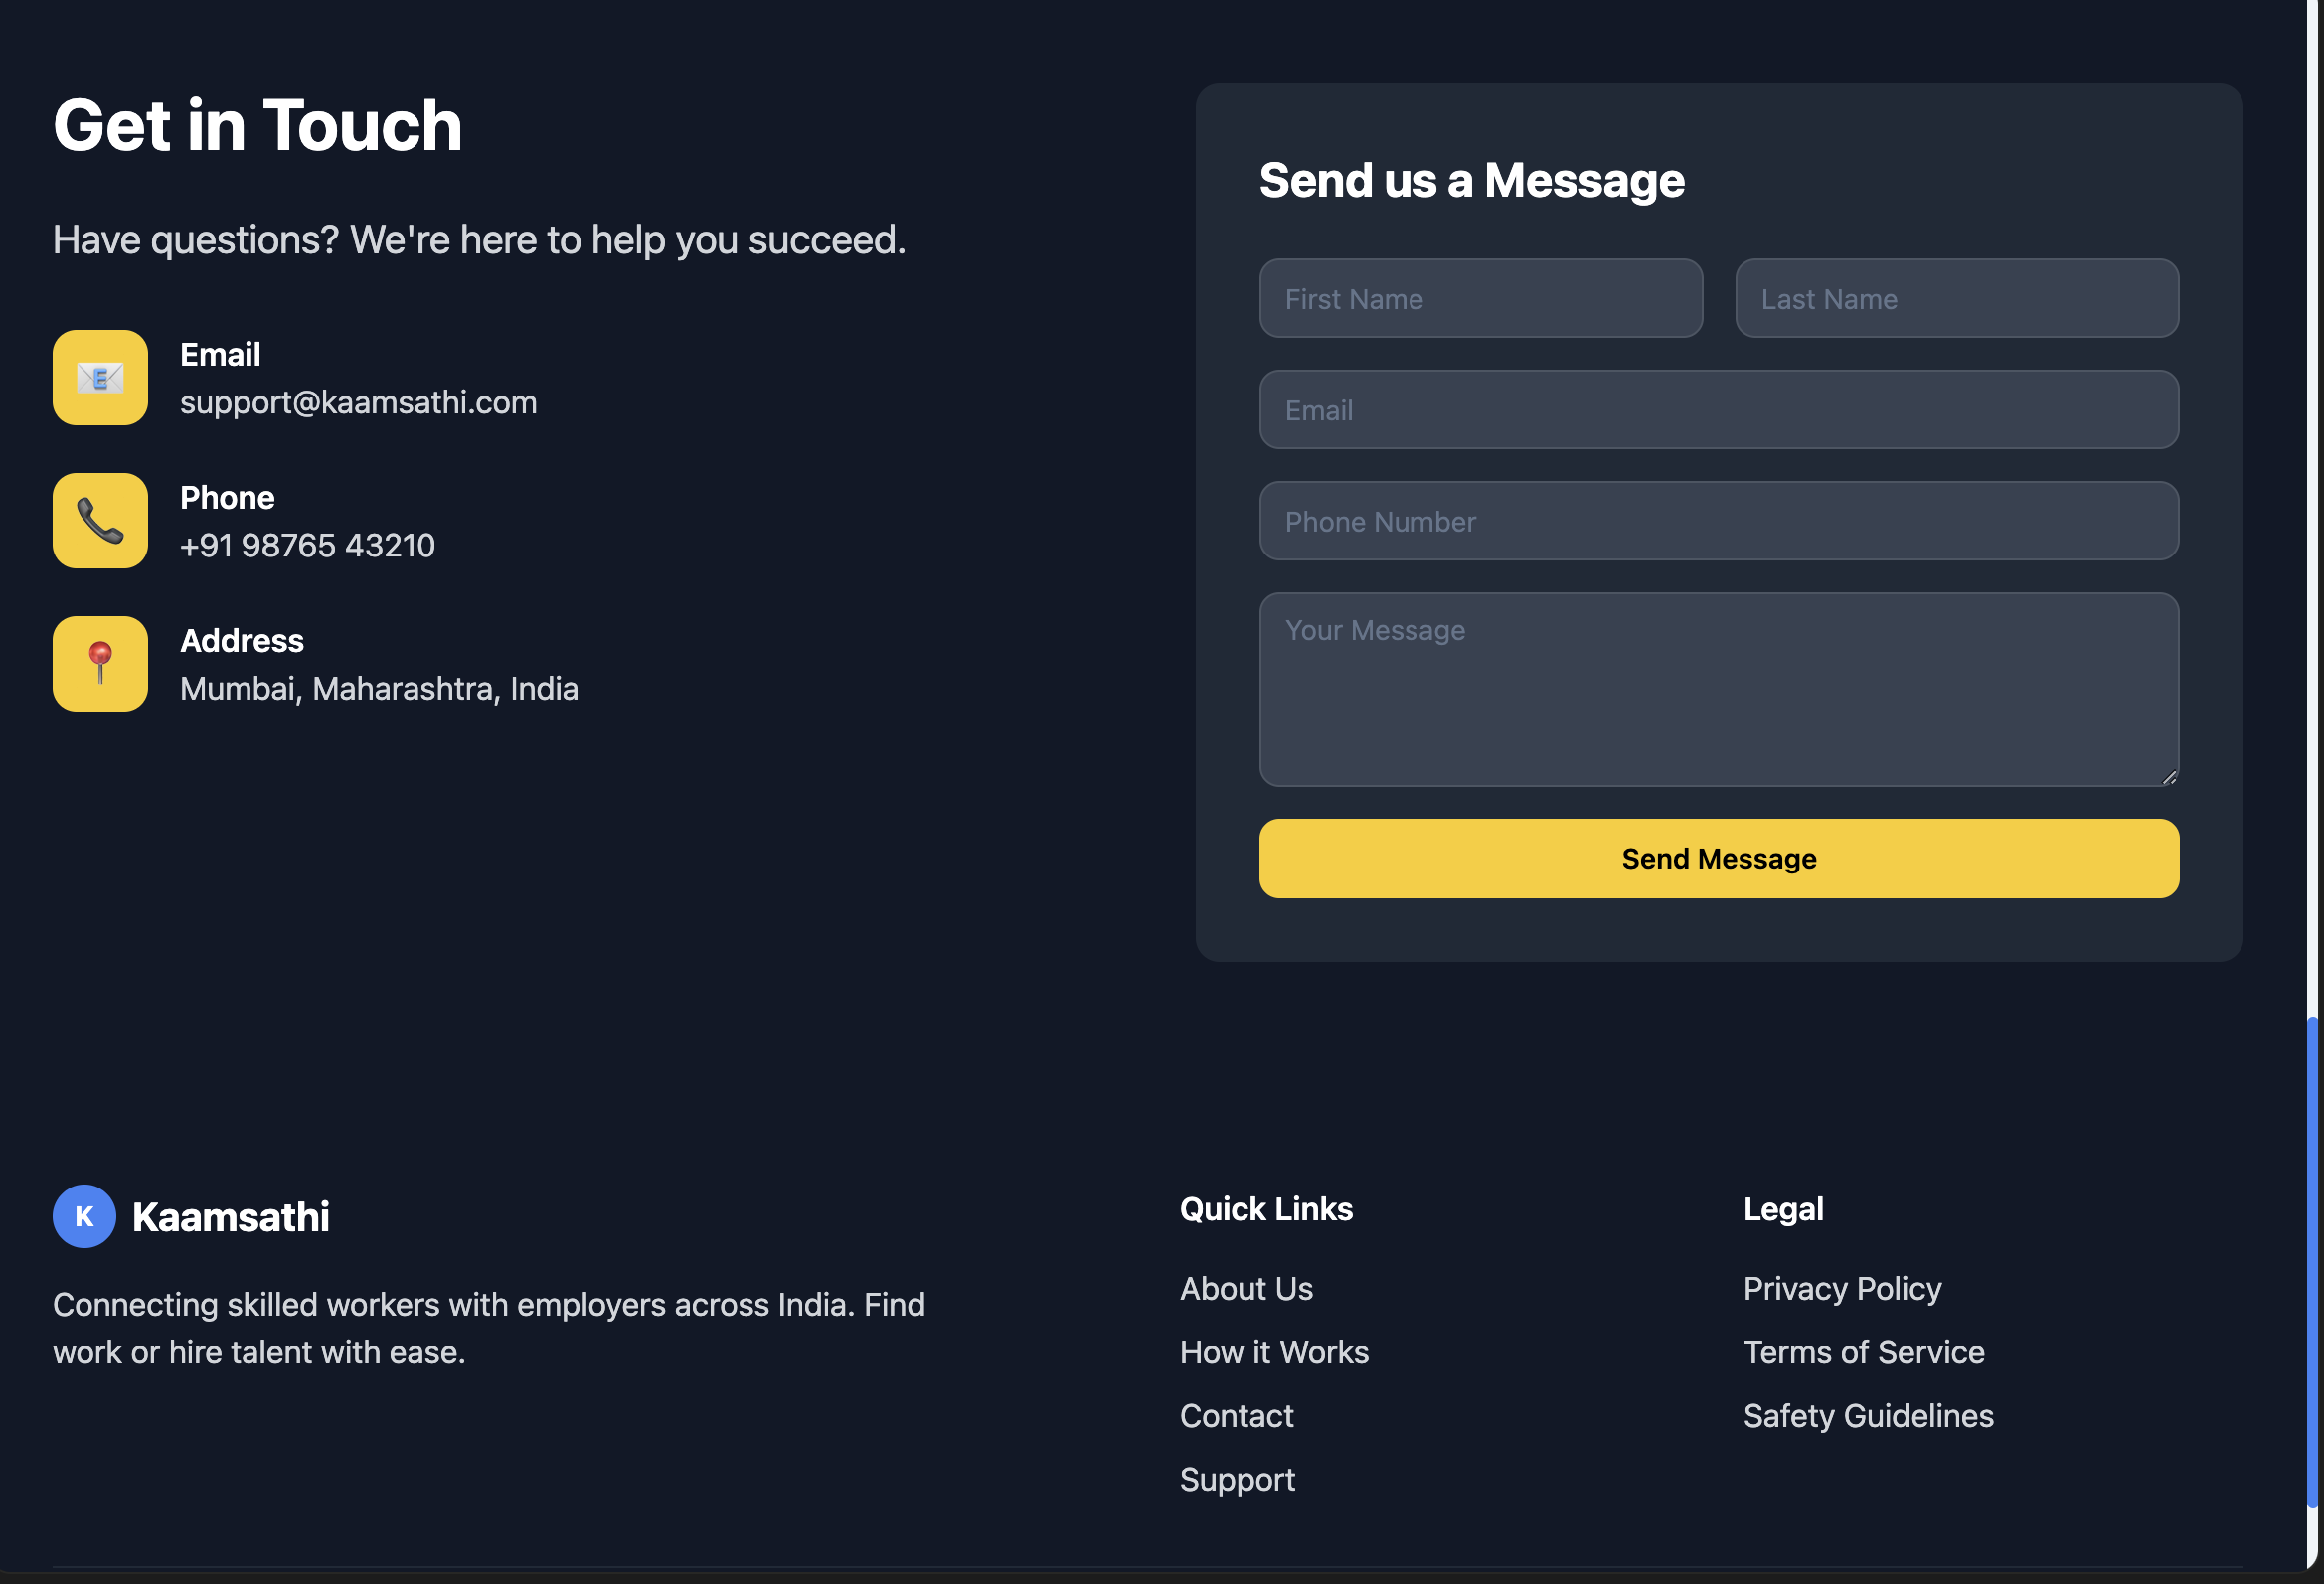 Get in Touch
Have questions? We're here to help you succeed.
Email
support@kaamsathi.com
Phone
+91 98765 43210
Address
Mumbai, Maharashtra, India
Send us a Message
First Name
Last Name
Email
Phone Number
Your Message
Send Message
K
Kaamsathi
Connecting skilled workers with employers across India. Find
work or hire talent with ease.
Quick Links
About Us
How it Works
Contact
Support
Legal
Privacy Policy
Terms of Service
Safety Guidelines